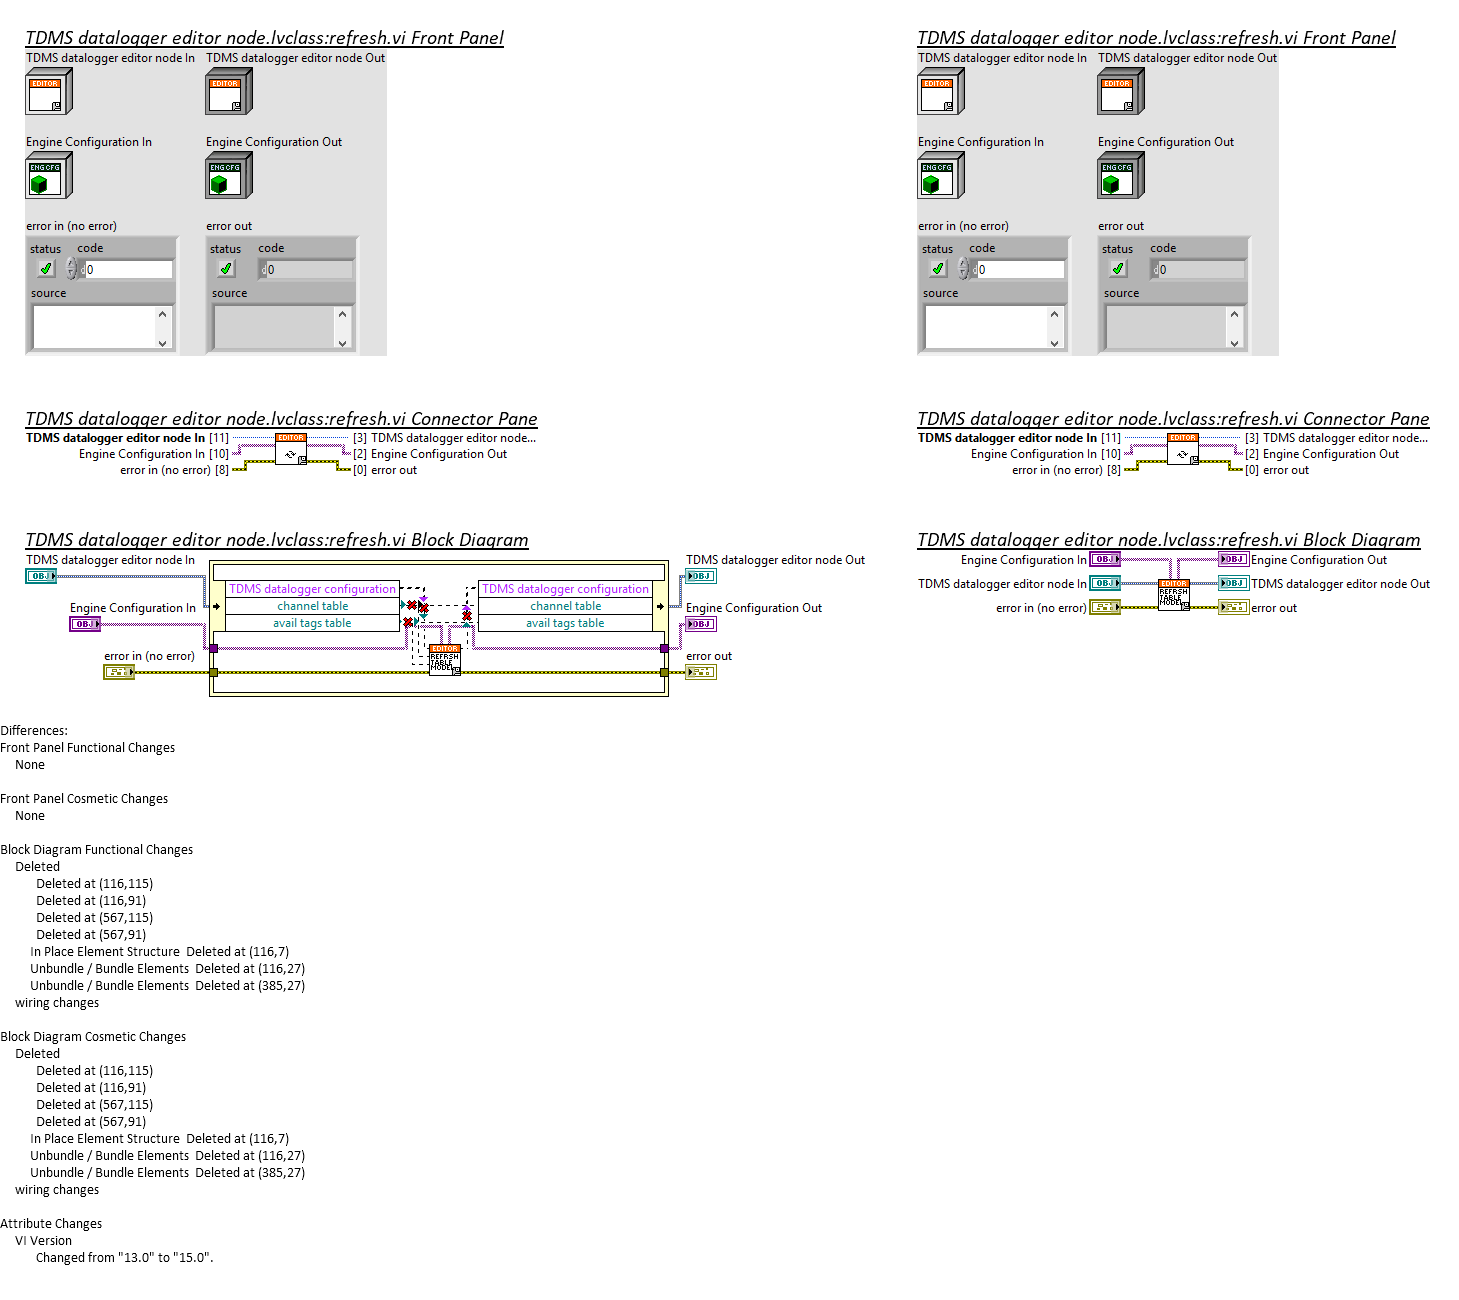 TDMS datalogger editor node.lvclass:refresh.vi Front Panel
TDMS datalogger editor node In
TDMS datalogger editor node Out
EDITOR
EDITOR
Engine Configuration In
Engine Configuration Out
ENG CFG
ENG CFG
error in (no error)
error out
status
code
status
code
d
0
d
0
source
source
TDMS datalogger editor node.lvclass:refresh.vi Front Panel
TDMS datalogger editor node In
TDMS datalogger editor node Out
EDITOR
EDITOR
Engine Configuration In
Engine Configuration Out
ENG CFG
ENG CFG
error in (no error)
error out
status
code
status
code
d
0
d
0
source
source
TDMS datalogger editor node.lvclass:refresh.vi Connector Pane
TDMS datalogger editor node In [11]
EDITOR
[3] TDMS datalogger editor node...
Engine Configuration In [10]
[2] Engine Configuration Out
error in (no error) [8]
[0] error out
TDMS datalogger editor node.lvclass:refresh.vi Connector Pane
TDMS datalogger editor node In [11]
EDITOR
[3] TDMS datalogger editor node...
Engine Configuration In [10]
[2] Engine Configuration Out
error in (no error) [8]
[0] error out
TDMS datalogger editor node.lvclass:refresh.vi Block Diagram
TDMS datalogger editor node In
OBJ
TDMS datalogger configuration
channel table
avail tags table
TDMS datalogger configuration
channel table
avail tags table
TDMS datalogger editor node Out
OBJ
Engine Configuration In
OBJ
Engine Configuration Out
OBJ
EDITOR
REFRSH
TABLE
MODEL
error in (no error)
error out
TDMS datalogger editor node.lvclass:refresh.vi Block Diagram
Engine Configuration In
OBJ
OBJ
Engine Configuration Out
TDMS datalogger editor node In
OBJ
EDITOR
REFRSH
TABLE
MODEL
OBJ
TDMS datalogger editor node Out
error in (no error)
error out
Differences:
Front Panel Functional Changes
None
Front Panel Cosmetic Changes
None
Block Diagram Functional Changes
Deleted
Deleted at (116,115)
Deleted at (116,91)
Deleted at (567,115)
Deleted at (567,91)
In Place Element Structure  Deleted at (116,7)
Unbundle / Bundle Elements  Deleted at (116,27)
Unbundle / Bundle Elements  Deleted at (385,27)
wiring changes
Block Diagram Cosmetic Changes
Deleted
Deleted at (116,115)
Deleted at (116,91)
Deleted at (567,115)
Deleted at (567,91)
In Place Element Structure  Deleted at (116,7)
Unbundle / Bundle Elements  Deleted at (116,27)
Unbundle / Bundle Elements  Deleted at (385,27)
wiring changes
Attribute Changes
VI Version
Changed from "13.0" to "15.0".